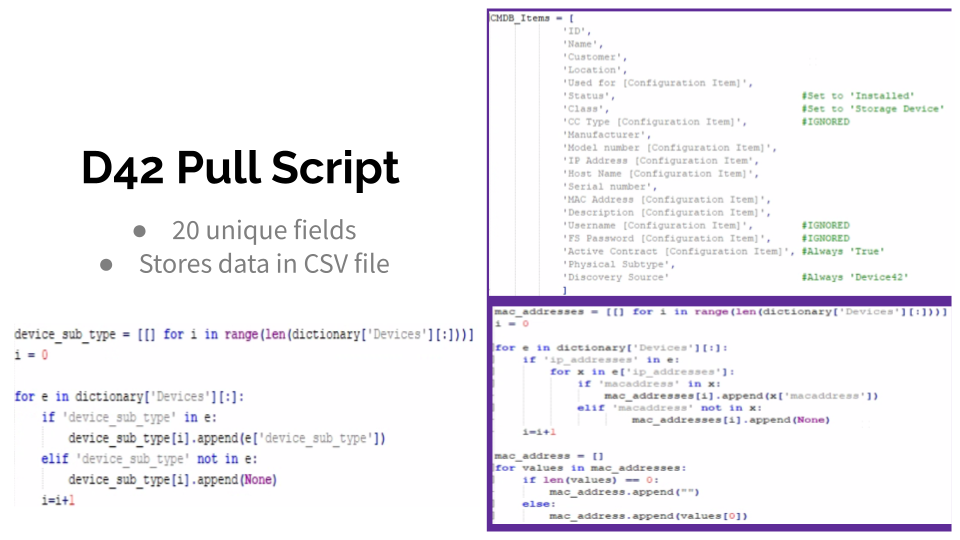 D42 Pull Script
● 20 unique fields
● Stores data in CSV file
device_sub_type = [[] for i in range(len(dictionary['Devices'][:]))]
i = 0
for e in dictionary['Devices'][:]:
if 'device_sub_type' in e:
device_sub_type[i].append(e['device_sub_type'])
elif 'device_sub_type' not in e:
device_sub_type[i].append(None)
i=i+1
CMDB_Items = [
'ID',
'Name',
'Customer',
'Location',
'Used for [Configuration Item]',
'Status', #Set to 'Installed'
'Class', #Set to 'Storage Device'
'CC Type [Configuration Item]', #IGNORED
'Manufacturer',
'Model number [Configuration Item]',
'IP Address [Configuration Item',
'Host Name [Configuration Item]',
'Serial number',
'MAC Address [Configuration Item]',
'Description [Configuration Item]',
'Username [Configuration Item]', #IGNORED
'FS Password [Configuration Item]', #IGNORED
'Active Contract [Configuration Item]', #Always 'True'
'Physical Subtype',
'Discovery Source' #Always 'Device42'
]
mac_addresses = [[] for i in range(len(dictionary['Devices'][:]))]
i = 0
for e in dictionary['Devices'][:]:
if 'ip_addresses' in e:
for x in e['ip_addresses']:
if 'macaddress' in x:
mac_addresses[i].append(x['macaddress'])
elif 'macaddress' not in x:
mac_addresses[i].append(None)
i=i+1
mac_address = []
for values in mac_addresses:
if len(values) == 0:
mac_address.append("")
else:
mac_address.append(values[0])